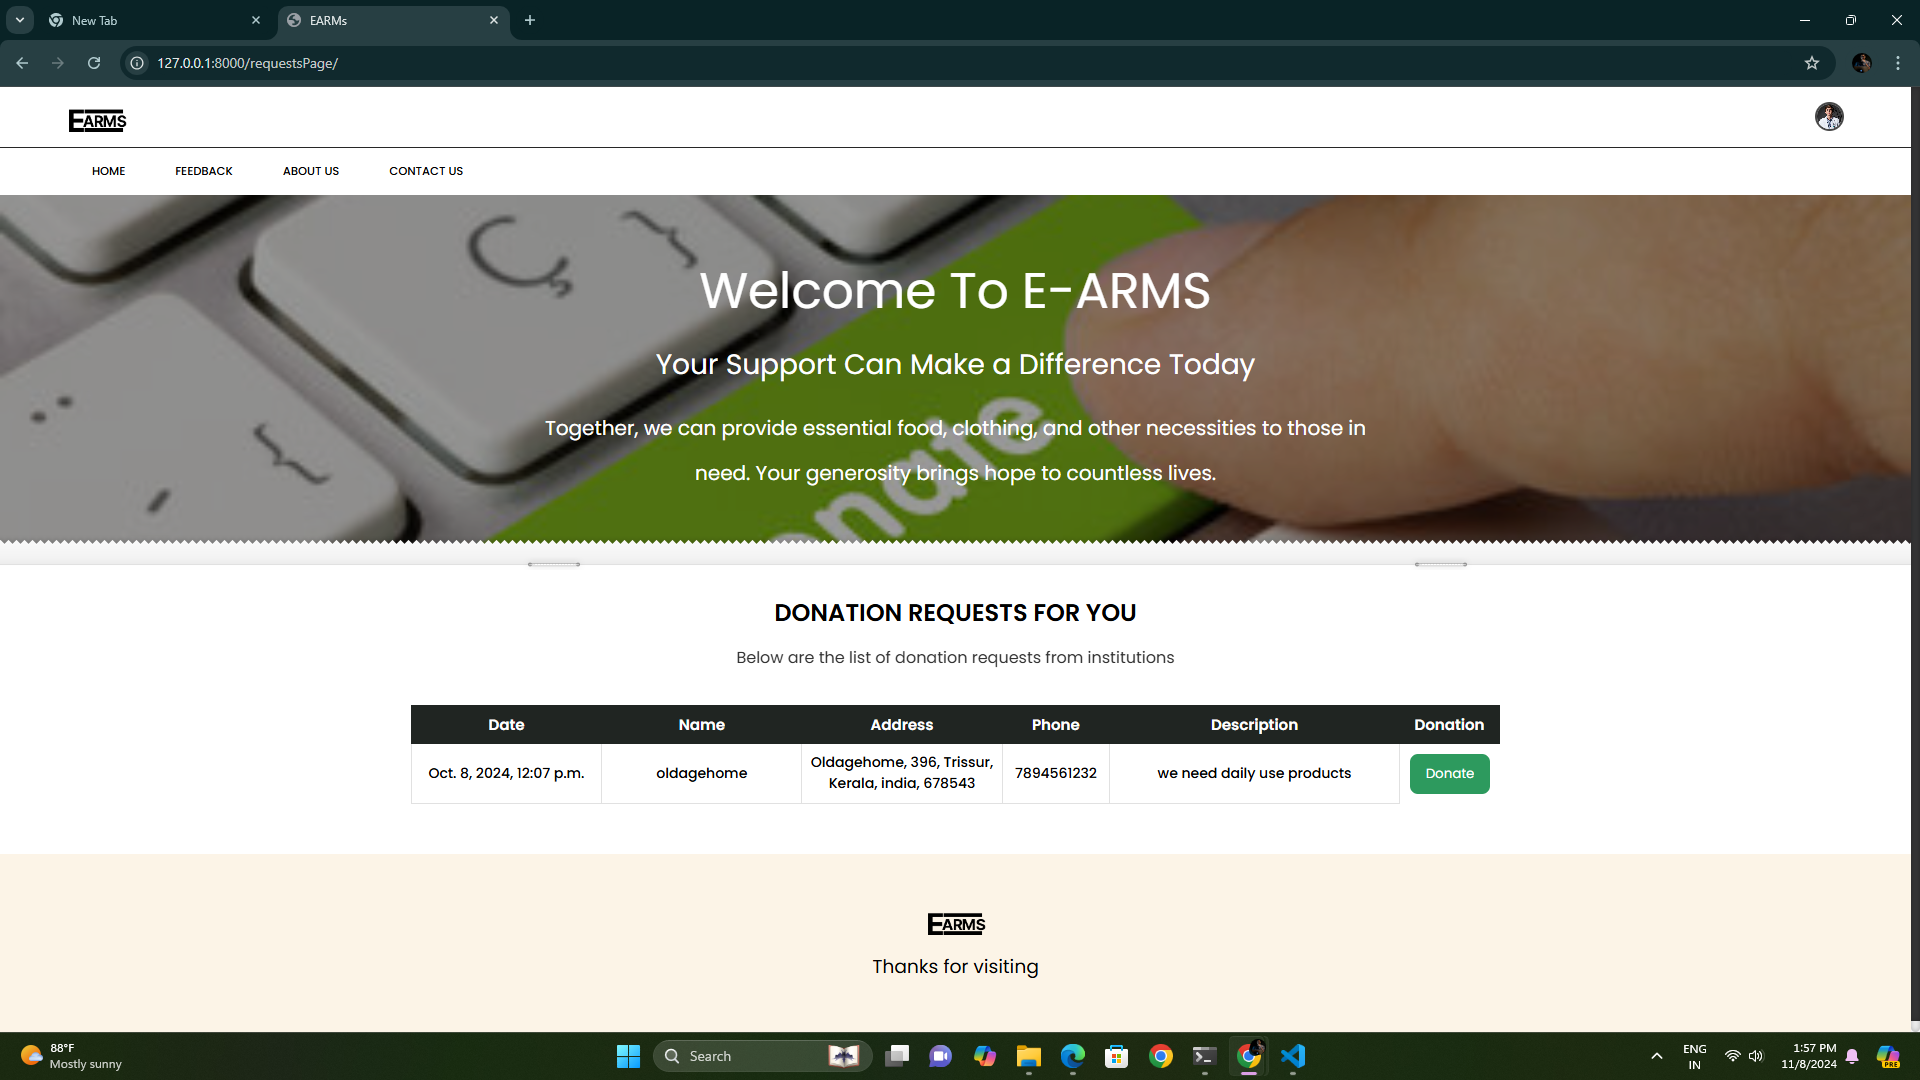 New Tab
EARMs
127.0.0.1:8000/requestsPage/
EARMS
HOME FEEDBACK ABOUT US CONTACT US
Welcome To E-ARMS
Your Support Can Make a Difference Today
Together, we can provide essential food, clothing, and other necessities to those in
need. Your generosity brings hope to countless lives.
onate
DONATION REQUESTS FOR YOU
Below are the list of donation requests from institutions
Date Name Address Phone Description Donation
Oct. 8, 2024, 12:07 p.m. oldagehome Oldagehome, 396, Trissur, 7894561232 we need daily use products Donate
Kerala, india, 678543
EARMS
Thanks for visiting
88°F
Mostly sunny
Search
ENG
IN
1:57 PM
11/8/2024
PRE